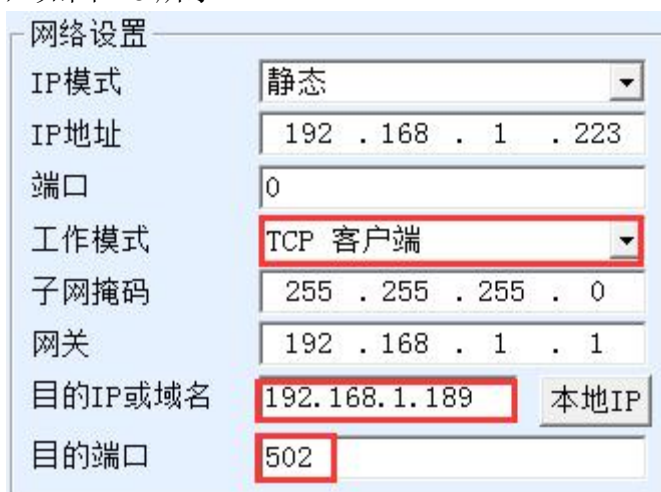 网络设置
IP模式 静态
IP地址 192 . 168 . 1 . 223
端口 0
工作模式 TCP 客户端
子网掩码 255 . 255 . 255 . 0
网关 192 . 168 . 1 . 1
目的IP或域名 192.168.1.189 本地IP
目的端口 502